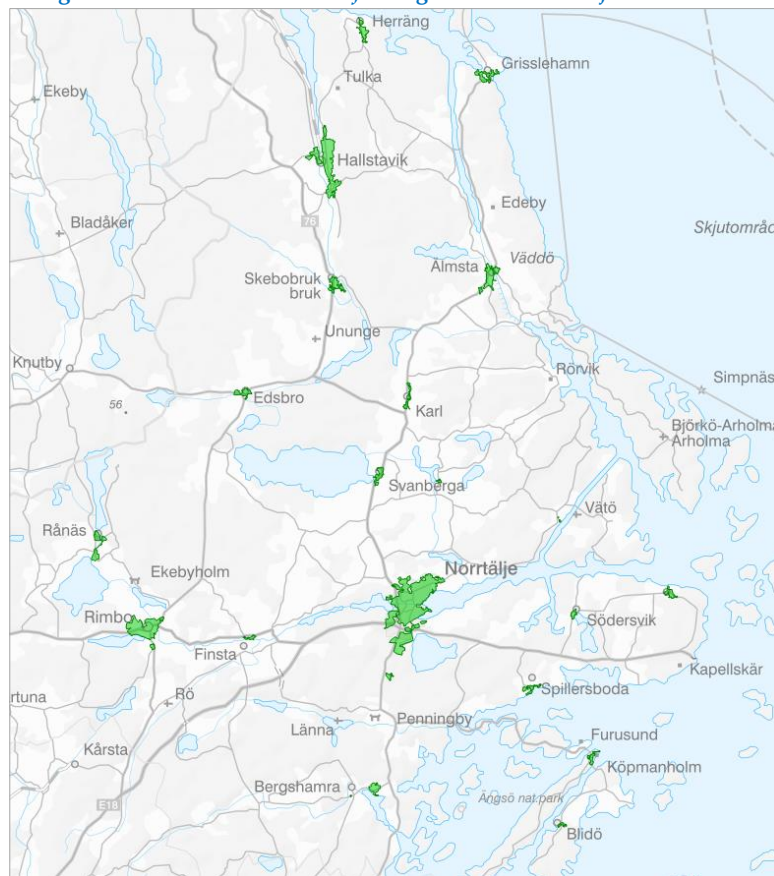 Herräng
Grisslehamn
Tulka
Ekeby
Hallstavik
Edeby
76
Bladåker
Skjutområd
Väddö
Älmsta
Skebobruk
bruk
Ununge
Knutby
Rörvik
Simpnäs
Edsbro
56
Karl
Björkö-Arholma
Arholma
Svanberga
Vätö
Rånäs
Norrtälje
Ekebyholm
Rimbo
Södersvik
Finsta
Kapellskär
Spillersboda
rtuna
Rö
Länna
Penningby
Furusund
Kårsta
Köpmanholm
Bergshamra
Ängsö nat.park
E18
Blidö